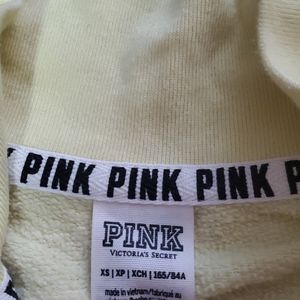 PINK PINK PINK
PINK
VICTORIA'S SECRET
XS | XP | XCH | 165/84A
made in vietnam/fabriqué au